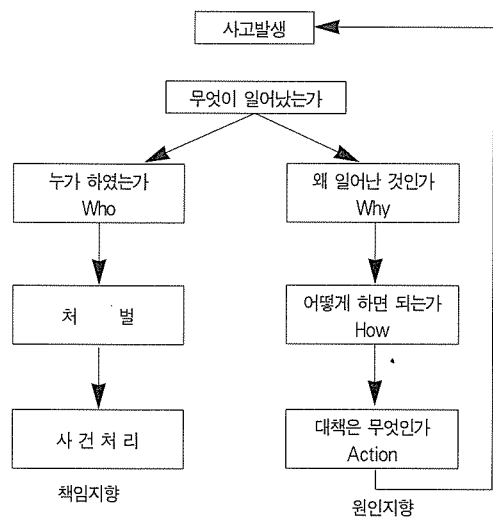 사고발생
무엇이 일어났는가
누가 하였는가
Who
왜 일어난 것인가
Why
처 벌
어떻게 하면 되는가
How
사 건 처 리
대책은 무엇인가
Action
책임지향
원인지향